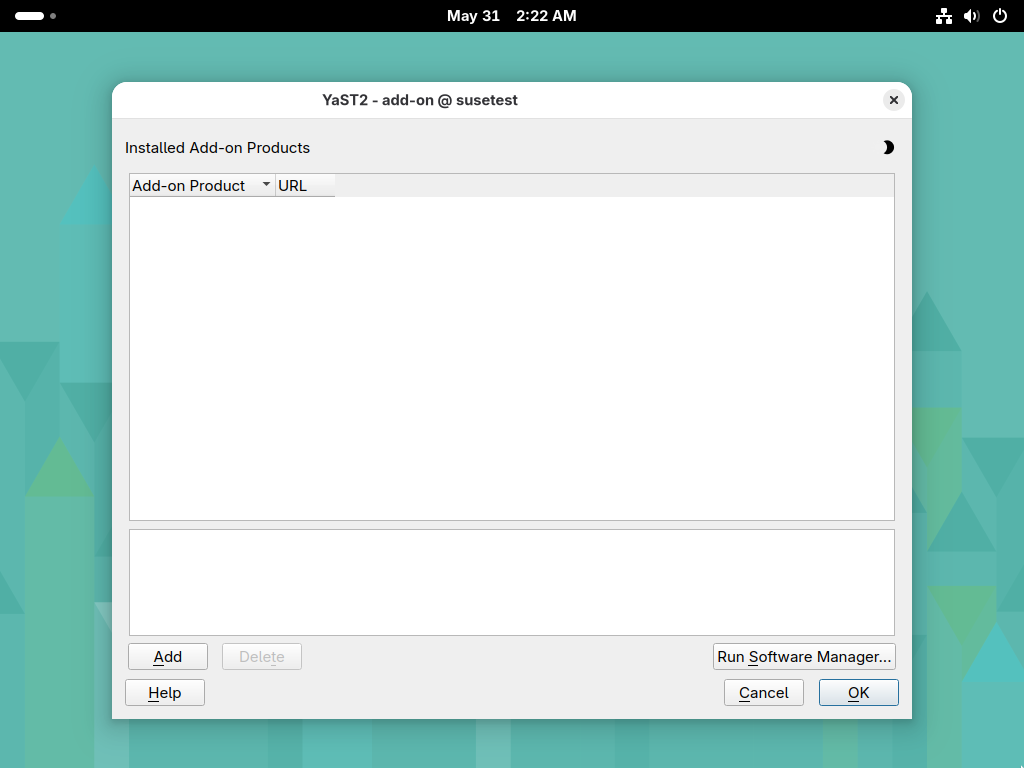 May 31 2:22 AM
YaST2 - add-on @ susetest
Installed Add-on Products
Add-on Product URL
Add Delete Run Software Manager...
Help Cancel OK